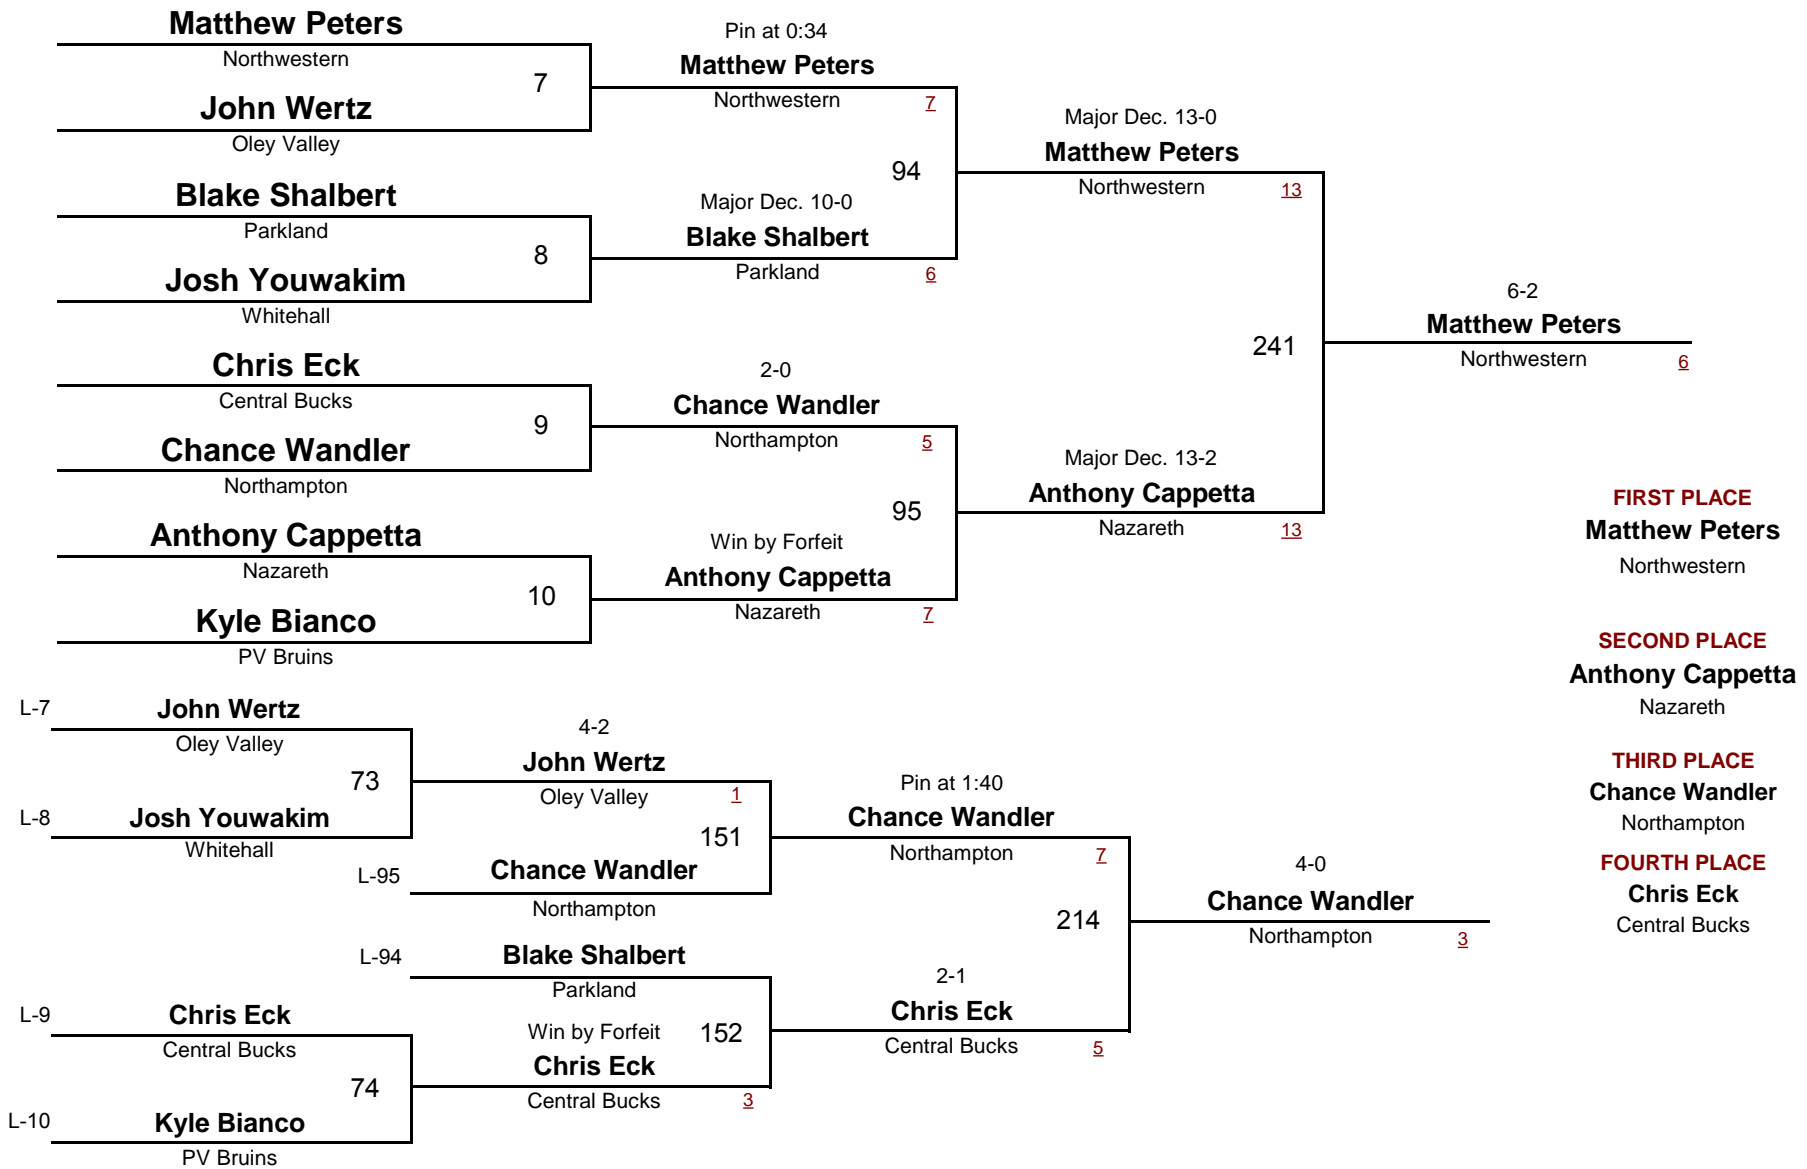 Matthew Peters
Northwestern
7
John Wertz
Oley Valley
Blake Shalbert
Parkland
8
Josh Youwakim
Whitehall
Chris Eck
Central Bucks
9
Chance Wandler
Northampton
Anthony Cappetta
Nazareth
10
Kyle Bianco
PV Bruins
Pin at 0:34
Matthew Peters
Northwestern 7
94
Major Dec. 10-0
Blake Shalbert
Parkland 6
2-0
Chance Wandler
Northampton 5
95
Win by Forfeit
Anthony Cappetta
Nazareth 7
Major Dec. 13-0
Matthew Peters
Northwestern 13
241
Major Dec. 13-2
Anthony Cappetta
Nazareth 13
6-2
Matthew Peters
Northwestern 6
FIRST PLACE
Matthew Peters
Northwestern
SECOND PLACE
Anthony Cappetta
Nazareth
THIRD PLACE
Chance Wandler
Northampton
FOURTH PLACE
Chris Eck
Central Bucks
L-7 John Wertz
Oley Valley
73
L-8 Josh Youwakim
Whitehall
4-2
John Wertz
Oley Valley 1
151
L-95 Chance Wandler
Northampton
L-94 Blake Shalbert
Parkland
L-9 Chris Eck
Central Bucks
74
L-10 Kyle Bianco
PV Bruins
Win by Forfeit 152
Chris Eck
Central Bucks 3
Pin at 1:40
Chance Wandler
Northampton 7
214
2-1
Chris Eck
Central Bucks 5
4-0
Chance Wandler
Northampton 3